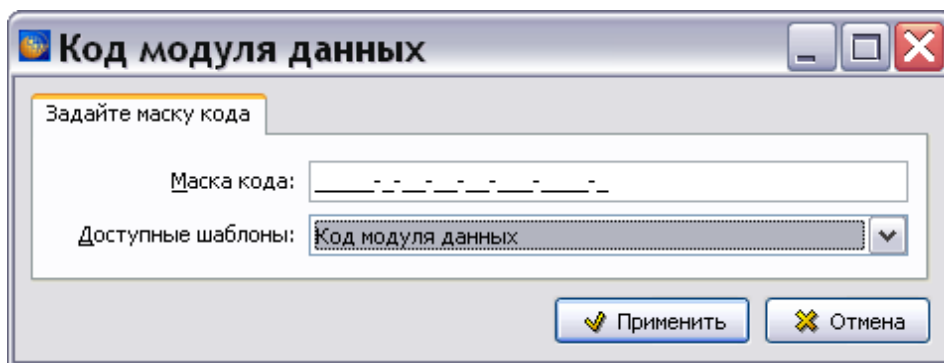 Код модуля данных
Задайте маску кода
Маска кода: _____-_-__-__-__-___-____-_
Доступные шаблоны: Код модуля данных
Применить Отмена